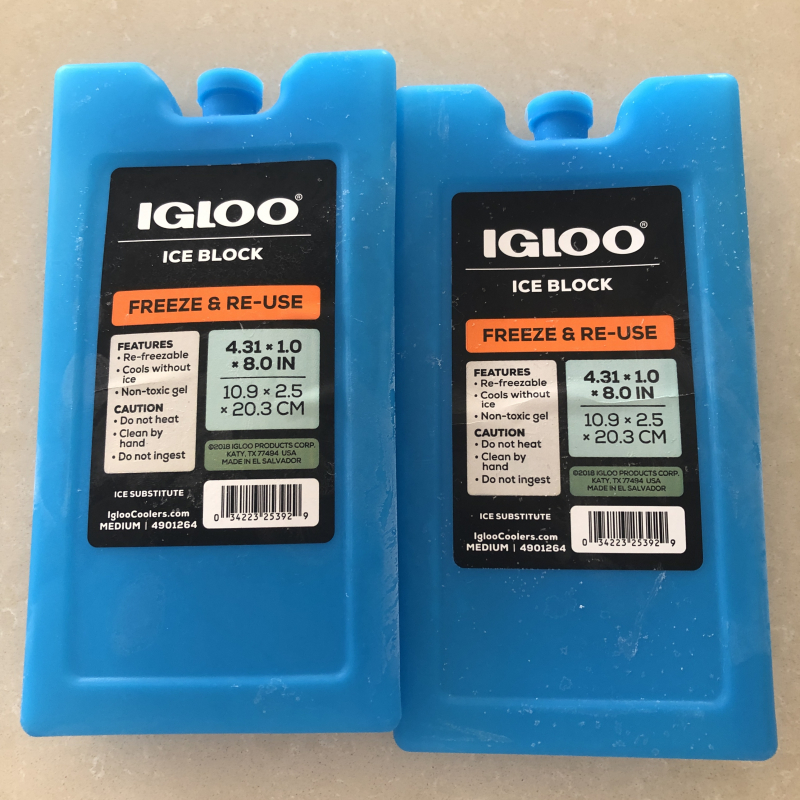 IGLOO®
ICE BLOCK
FREEZE & RE-USE
FEATURES
• Re-freezable
• Cools without
ice
• Non-toxic gel
CAUTION
• Do not heat
• Clean by
hand
• Do not ingest
4.31 × 1.0
× 8.0 IN
10.9 × 2.5
× 20.3 CM
©2018 IGLOO PRODUCTS CORP.
KATY, TX 77494 USA
MADE IN EL SALVADOR
ICE SUBSTITUTE
IglooCoolers.com
MEDIUM | 4901264
0 34223 25392 9
IGLOO®
ICE BLOCK
FREEZE & RE-USE
FEATURES
• Re-freezable
• Cools without
ice
• Non-toxic gel
CAUTION
• Do not heat
• Clean by
hand
• Do not ingest
4.31 × 1.0
× 8.0 IN
10.9 × 2.5
× 20.3 CM
©2018 IGLOO PRODUCTS CORP.
KATY, TX 77494 USA
MADE IN EL SALVADOR
ICE SUBSTITUTE
IglooCoolers.com
MEDIUM | 4901264
0 34223 25392 9